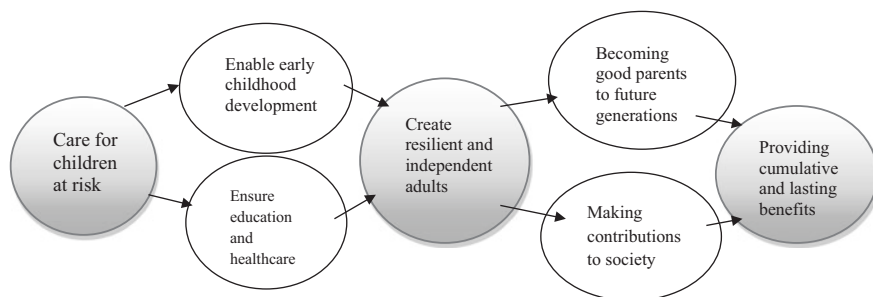 Care for
children
at risk
Enable early
childhood
development
Ensure
education
and
healthcare
Create
resilient and
independent
adults
Becoming
good parents
to future
generations
Making
contributions
to society
Providing
cumulative
and lasting
benefits